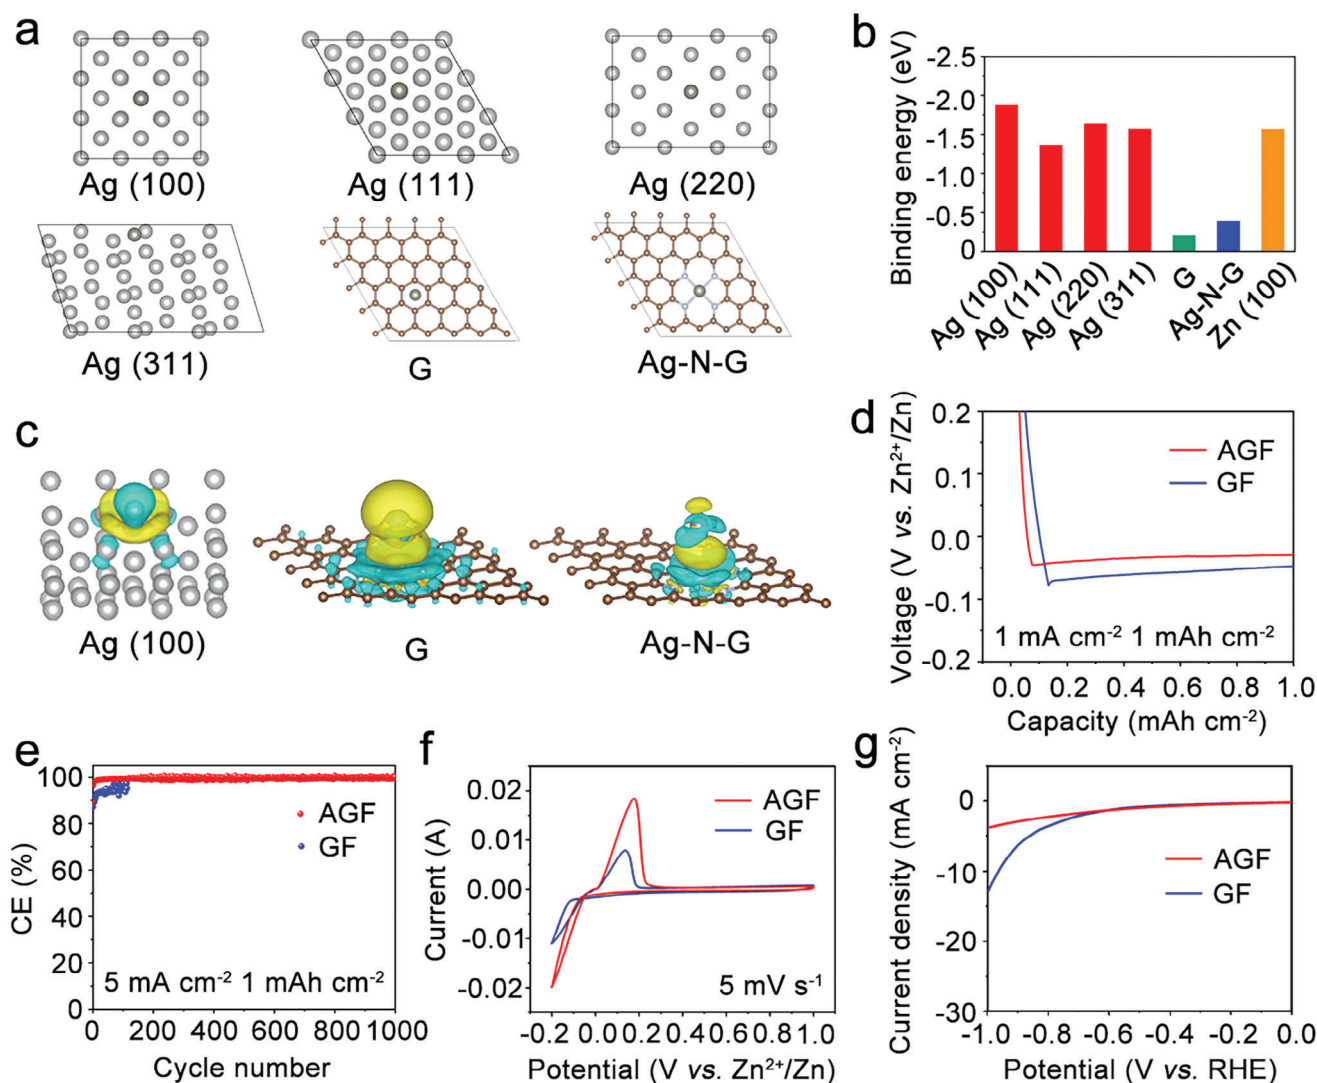 a
Ag (100)
Ag (111)
Ag (220)
Ag (311)
G
Ag-N-G
b
Binding energy (eV)
-2.5
-2.0
-1.5
-0.5
0
Ag (100)
Ag (111)
Ag (220)
Ag (311)
G
Ag-N-G
Zn (100)
c
Ag (100)
G
Ag-N-G
d
Voltage (V vs. Zn²⁺/Zn)
0.2
0.1
0.0
-0.1
-0.2
AGF
GF
1 mA cm⁻² 1 mAh cm⁻²
0.0 0.2 0.4 0.6 0.8 1.0
Capacity (mAh cm⁻²)
e
CE (%)
100
80
60
40
20
0
AGF
GF
5 mA cm⁻² 1 mAh cm⁻²
0 200 400 600 800 1000
Cycle number
f
Current (A)
0.02
0.01
0.00
-0.01
-0.02
AGF
GF
5 mV s⁻¹
-0.2 0.0 0.2 0.4 0.6 0.8 1.0
Potential (V vs. Zn²⁺/Zn)
g
Current density (mA cm⁻²)
0
-10
-20
-30
AGF
GF
-1.0 -0.8 -0.6 -0.4 -0.2 0.0
Potential (V vs. RHE)